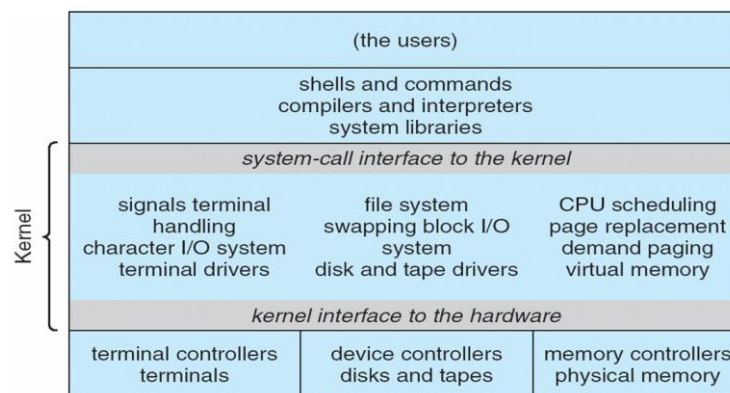 (the users)
shells and commands
compilers and interpreters
system libraries
Kernel
system-call interface to the kernel
signals terminal
handling
character I/O system
terminal drivers
file system
swapping block I/O
system
disk and tape drivers
CPU scheduling
page replacement
demand paging
virtual memory
kernel interface to the hardware
terminal controllers
terminals
device controllers
disks and tapes
memory controllers
physical memory